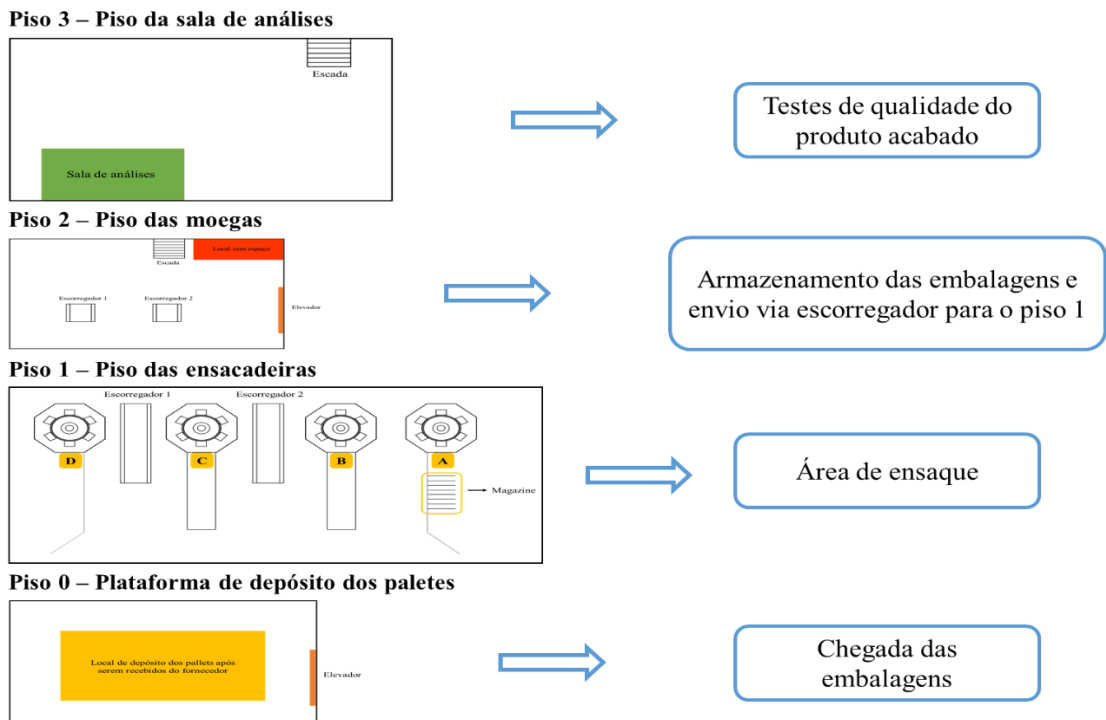 Piso 3 – Piso da sala de análises
Escada
Sala de análises
Testes de qualidade do
produto acabado
Piso 2 – Piso das moegas
Local sem espaço
Escada
Escorregador 1
Escorregador 2
Elevador
Armazenamento das embalagens e
envio via escorregador para o piso 1
Piso 1 – Piso das ensacadeiras
Escorregador 1
Escorregador 2
D
C
B
A
Magazine
Área de ensaque
Piso 0 – Plataforma de depósito dos paletes
Local de depósito dos pallets após
serem recebidos do fornecedor
Elevador
Chegada das
embalagens